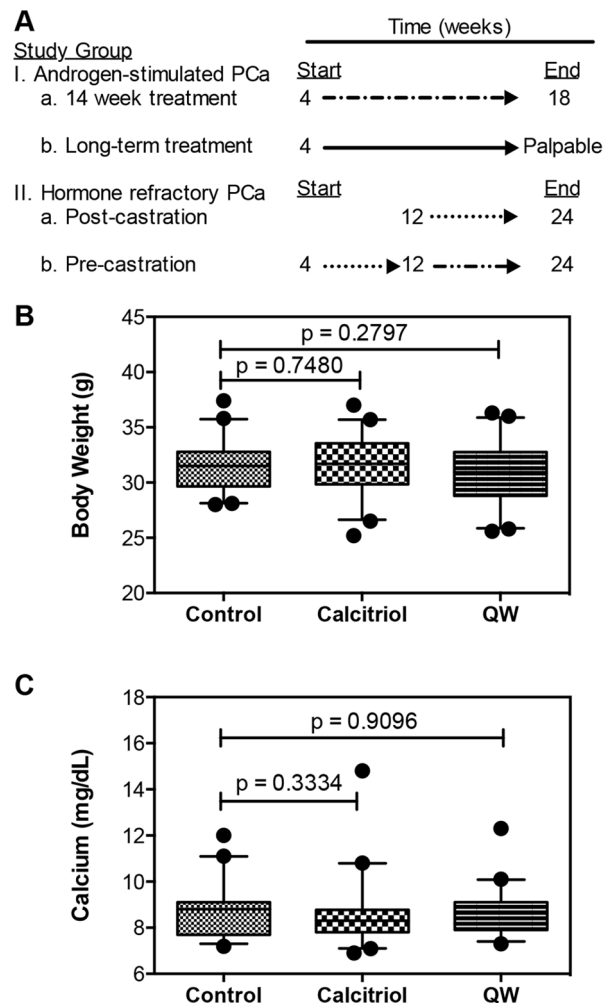 A
Time (weeks)
Study Group
I. Androgen-stimulated PCa Start End
a. 14 week treatment 4 18
b. Long-term treatment 4 Palpable
II. Hormone refractory PCa Start End
a. Post-castration 12 24
b. Pre-castration 4 12 24
B
45
p = 0.2797
40
p = 0.7480
35
30
25
20
Body Weight (g)
Control Calcitriol QW
C
18
p = 0.9096
16
14
p = 0.3334
12
10
8
6
Calcium (mg/dL)
Control Calcitriol QW